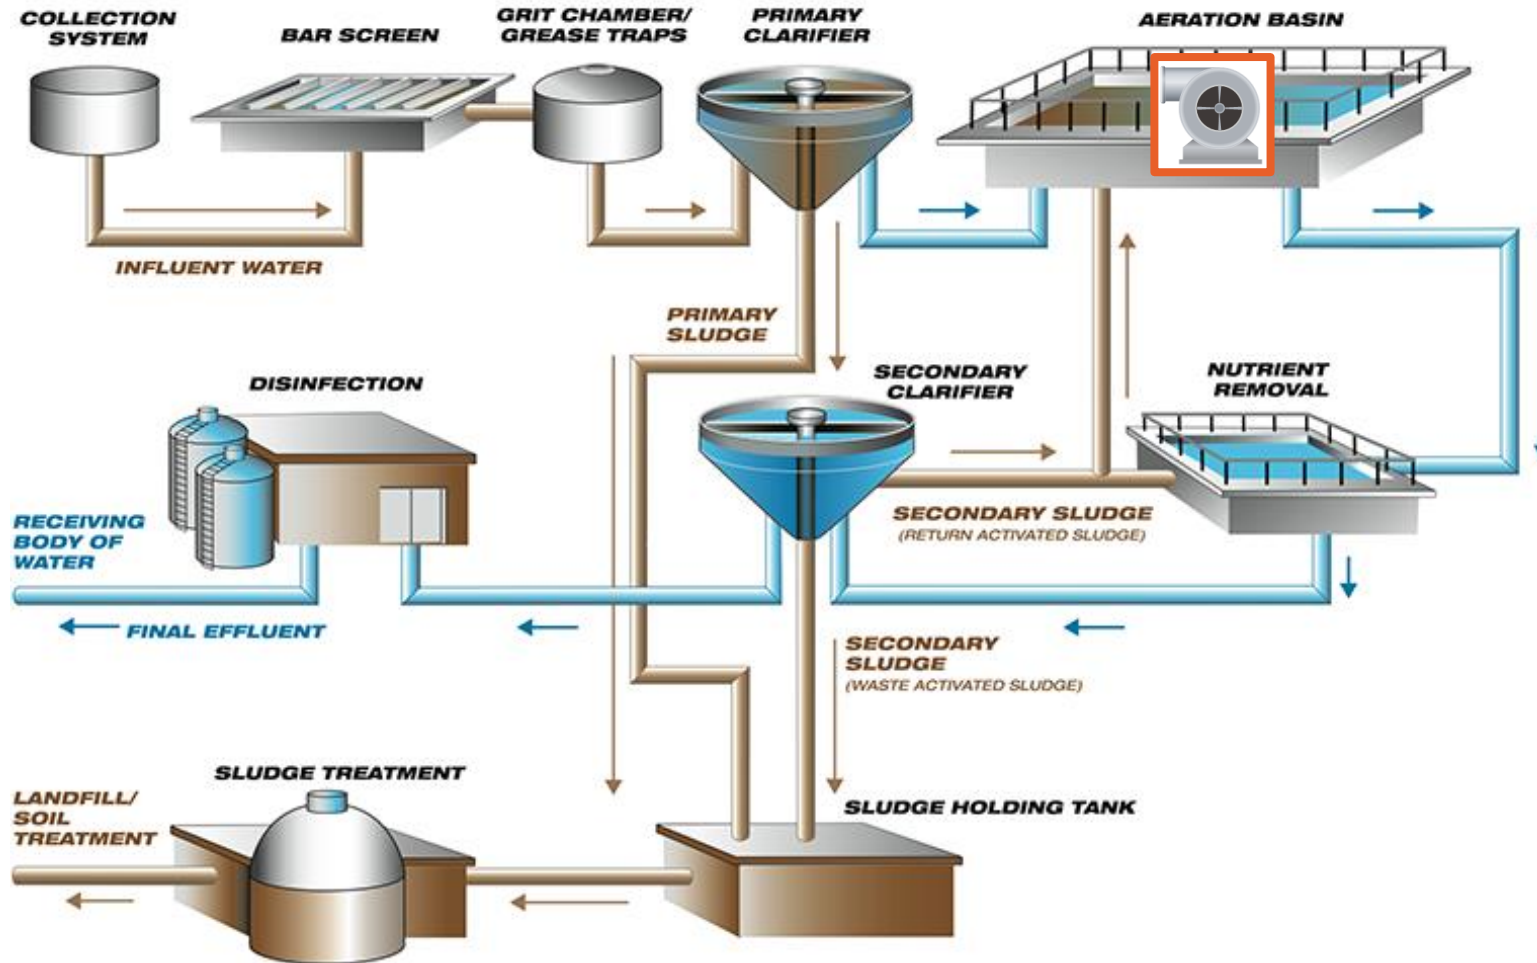 COLLECTION
SYSTEM
BAR SCREEN
GRIT CHAMBER/
GREASE TRAPS
PRIMARY
CLARIFIER
AERATION BASIN
INFLUENT WATER
PRIMARY
SLUDGE
DISINFECTION
SECONDARY
CLARIFIER
NUTRIENT
REMOVAL
RECEIVING
BODY OF
WATER
SECONDARY SLUDGE
(RETURN ACTIVATED SLUDGE)
FINAL EFFLUENT
SECONDARY
SLUDGE
(WASTE ACTIVATED SLUDGE)
SLUDGE TREATMENT
LANDFILL/
SOIL
TREATMENT
SLUDGE HOLDING TANK